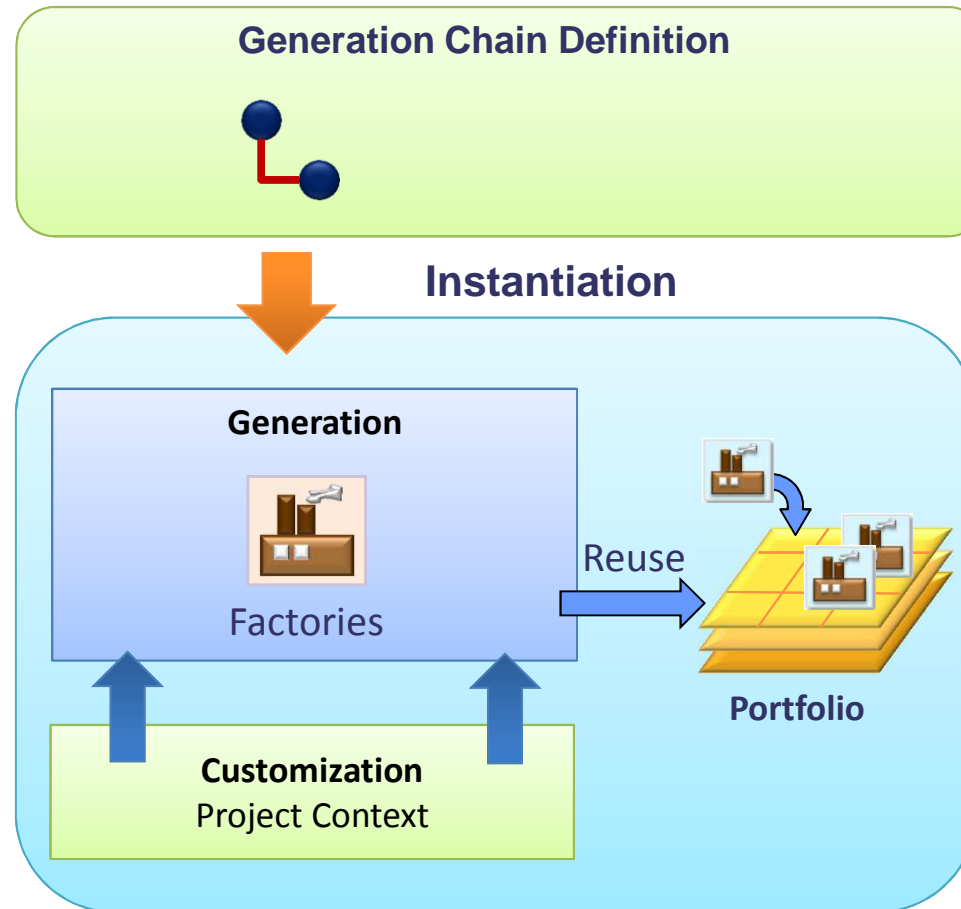 Generation Chain Definition
Instantiation
Generation
Factories
Reuse
Portfolio
Customization
Project Context